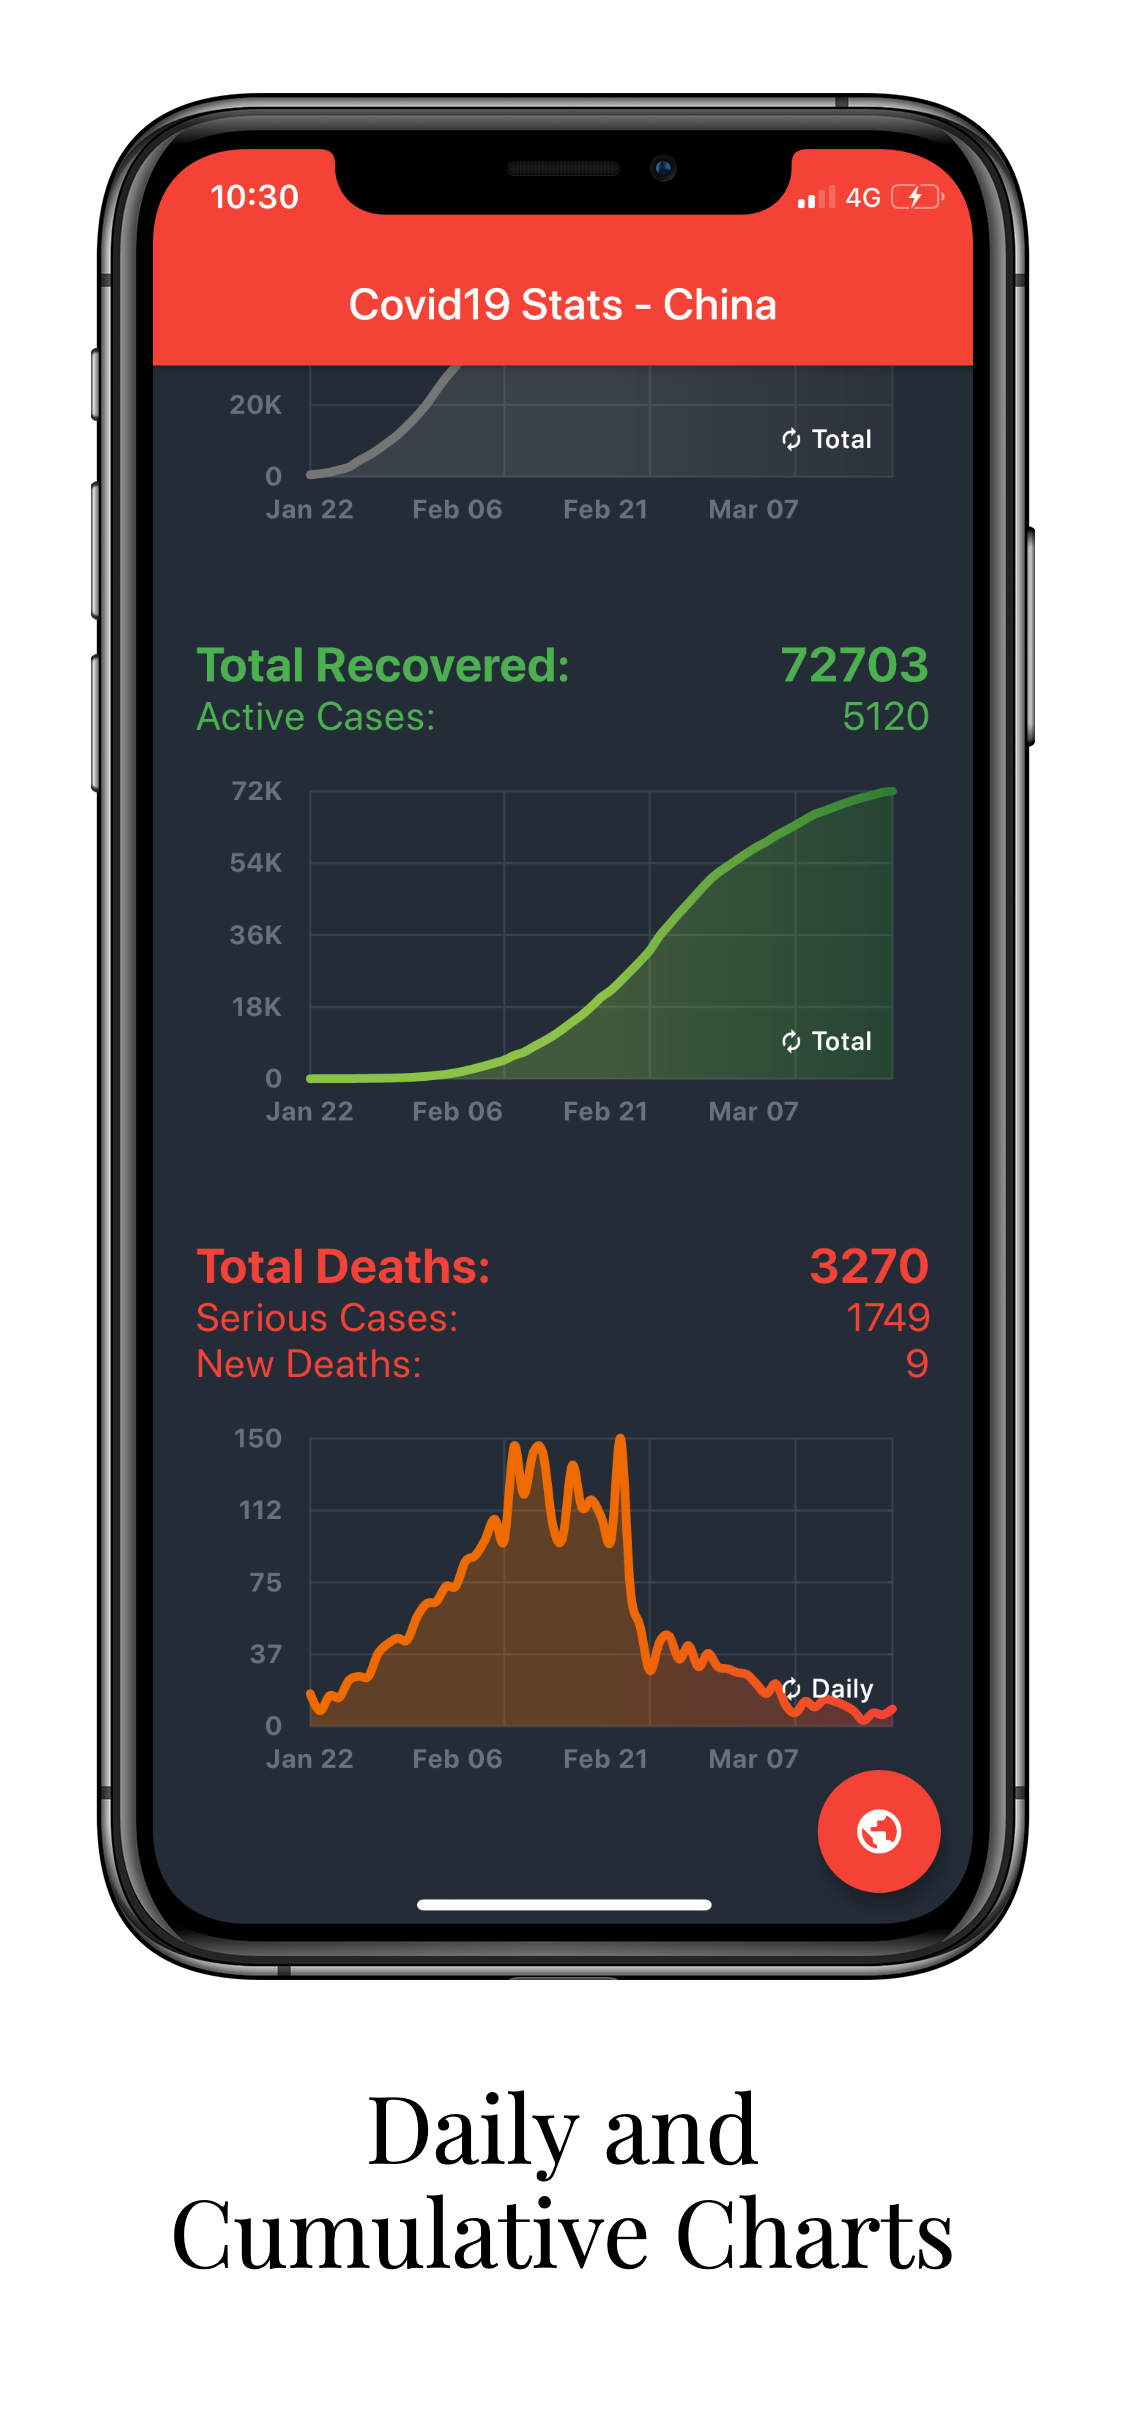 10:30
4G
Covid19 Stats - China
20K
Total
0
Jan 22 Feb 06 Feb 21 Mar 07
Total Recovered: 72703
Active Cases: 5120
72K
54K
36K
18K
Total
0
Jan 22 Feb 06 Feb 21 Mar 07
Total Deaths: 3270
Serious Cases: 1749
New Deaths: 9
150
112
75
37
Daily
0
Jan 22 Feb 06 Feb 21 Mar 07
Daily and
Cumulative Charts